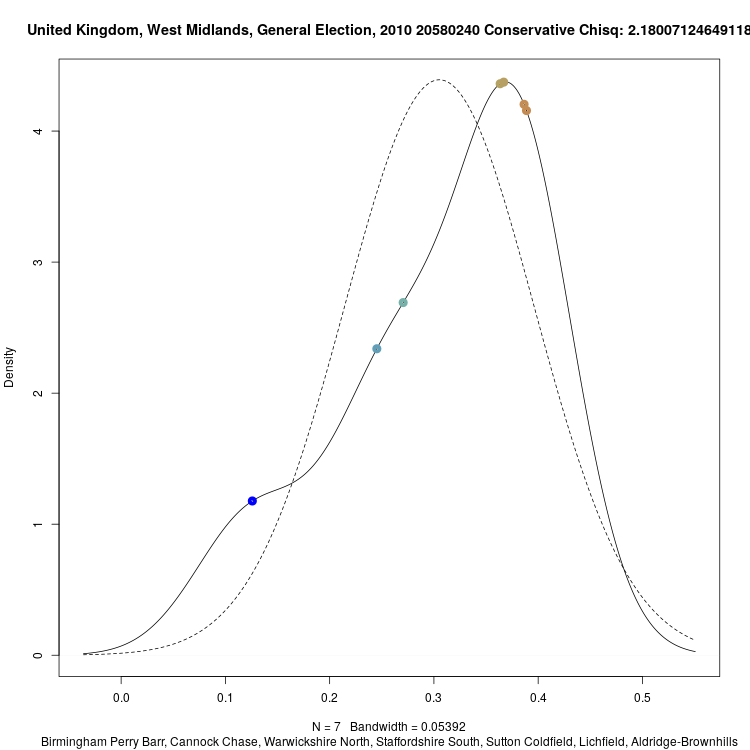 United Kingdom, West Midlands, General Election, 2010 20580240 Conservative Chisq: 2.18007124649118
Density
4
3
2
1
0
0.0 0.1 0.2 0.3 0.4 0.5
N = 7 Bandwidth = 0.05392
Birmingham Perry Barr, Cannock Chase, Warwickshire North, Staffordshire South, Sutton Coldfield, Lichfield, Aldridge-Brownhills